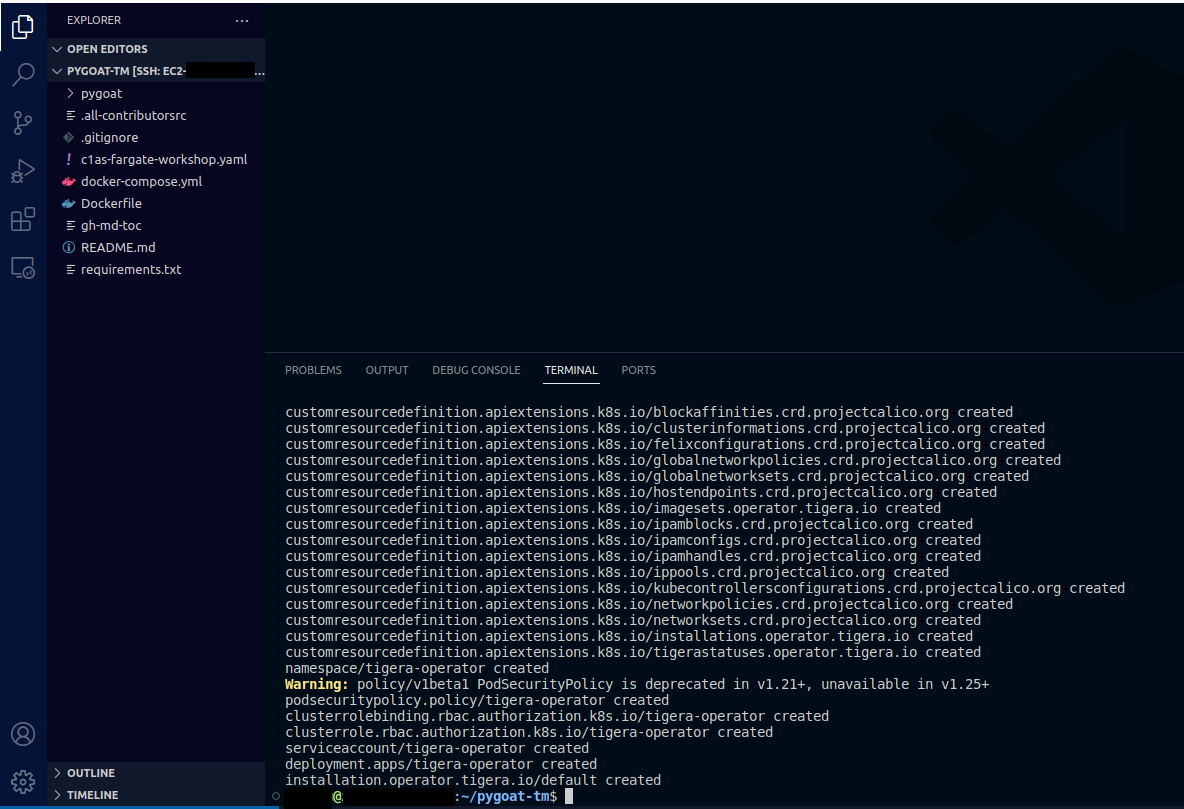 EXPLORER ...
OPEN EDITORS
PYGOAT-TM [SSH: EC2- ...
pygoat
.all-contributorsrc
.gitignore
! c1as-fargate-workshop.yaml
docker-compose.yml
Dockerfile
gh-md-toc
README.md
requirements.txt
OUTLINE
TIMELINE
PROBLEMS OUTPUT DEBUG CONSOLE TERMINAL PORTS
customresourcedefinition.apiextensions.k8s.io/blockaffinities.crd.projectcalico.org created
customresourcedefinition.apiextensions.k8s.io/clusterinformations.crd.projectcalico.org created
customresourcedefinition.apiextensions.k8s.io/felixconfigurations.crd.projectcalico.org created
customresourcedefinition.apiextensions.k8s.io/globalnetworkpolicies.crd.projectcalico.org created
customresourcedefinition.apiextensions.k8s.io/globalnetworksets.crd.projectcalico.org created
customresourcedefinition.apiextensions.k8s.io/hostendpoints.crd.projectcalico.org created
customresourcedefinition.apiextensions.k8s.io/imagesets.operator.tigera.io created
customresourcedefinition.apiextensions.k8s.io/ipamblocks.crd.projectcalico.org created
customresourcedefinition.apiextensions.k8s.io/ipamconfigs.crd.projectcalico.org created
customresourcedefinition.apiextensions.k8s.io/ipamhandles.crd.projectcalico.org created
customresourcedefinition.apiextensions.k8s.io/ippools.crd.projectcalico.org created
customresourcedefinition.apiextensions.k8s.io/kubecontrollersconfigurations.crd.projectcalico.org created
customresourcedefinition.apiextensions.k8s.io/networkpolicies.crd.projectcalico.org created
customresourcedefinition.apiextensions.k8s.io/networksets.crd.projectcalico.org created
customresourcedefinition.apiextensions.k8s.io/installations.operator.tigera.io created
customresourcedefinition.apiextensions.k8s.io/tigerastatuses.operator.tigera.io created
namespace/tigera-operator created
Warning: policy/v1beta1 PodSecurityPolicy is deprecated in v1.21+, unavailable in v1.25+
podsecuritypolicy.policy/tigera-operator created
clusterrolebinding.rbac.authorization.k8s.io/tigera-operator created
clusterrole.rbac.authorization.k8s.io/tigera-operator created
serviceaccount/tigera-operator created
deployment.apps/tigera-operator created
installation.operator.tigera.io/default created
@ :~/pygoat-tm$